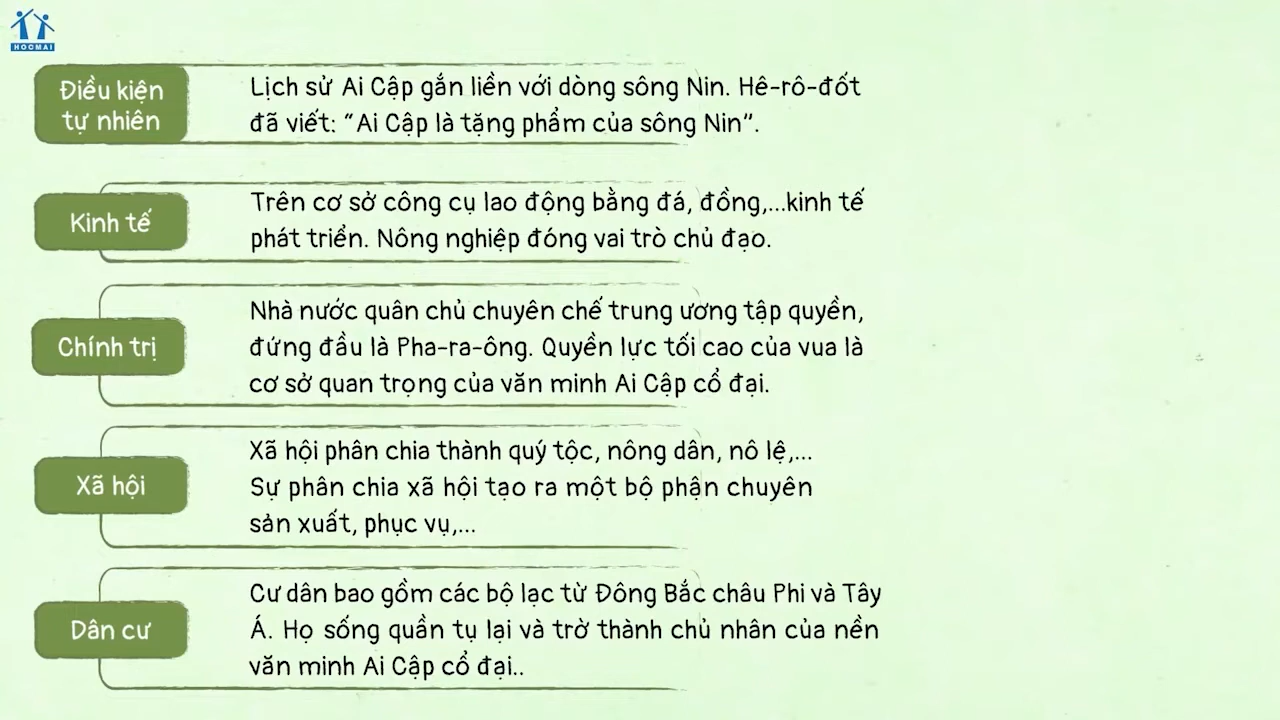 HOCMAI
Điều kiện
tự nhiên
Lịch sử Ai Cập gắn liền với dòng sông Nin. Hê-rô-đốt
đã viết: “Ai Cập là tặng phẩm của sông Nin”.
Kinh tế
Trên cơ sở công cụ lao động bằng đá, đồng,...kinh tế
phát triển. Nông nghiệp đóng vai trò chủ đạo.
Chính trị
Nhà nước quân chủ chuyên chế trung ương tập quyền,
đứng đầu là Pha-ra-ông. Quyền lực tối cao của vua là
cơ sở quan trọng của văn minh Ai Cập cổ đại.
Xã hội
Xã hội phân chia thành quý tộc, nông dân, nô lệ,...
Sự phân chia xã hội tạo ra một bộ phận chuyên
sản xuất, phục vụ,...
Dân cư
Cư dân bao gồm các bộ lạc từ Đông Bắc châu Phi và Tây
Á. Họ sống quần tụ lại và trở thành chủ nhân của nền
văn minh Ai Cập cổ đại..